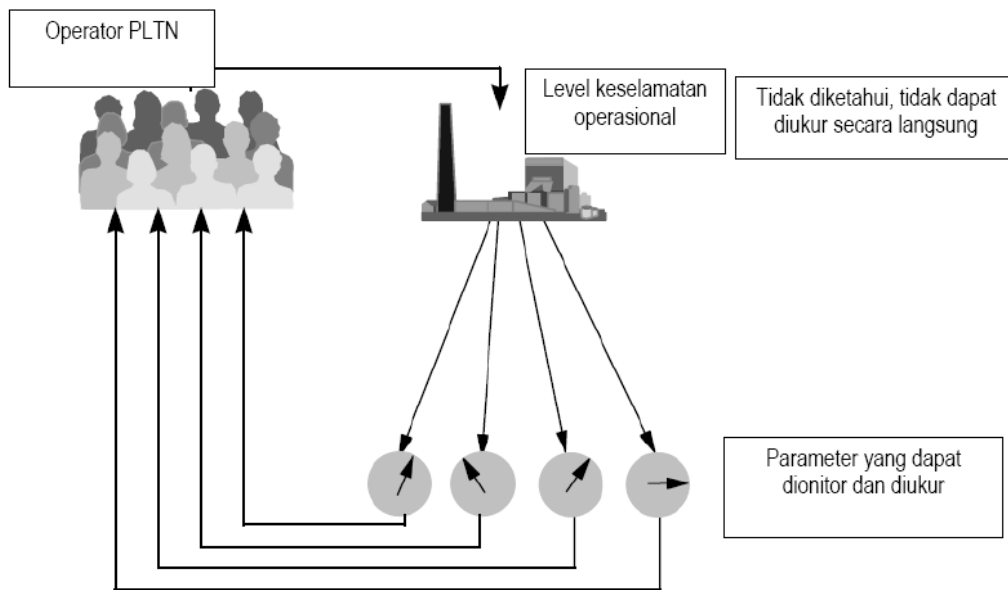 Operator PLTN
Level keselamatan
operasional
Tidak diketahui, tidak dapat
diukur secara langsung
Parameter yang dapat
dionitor dan diukur